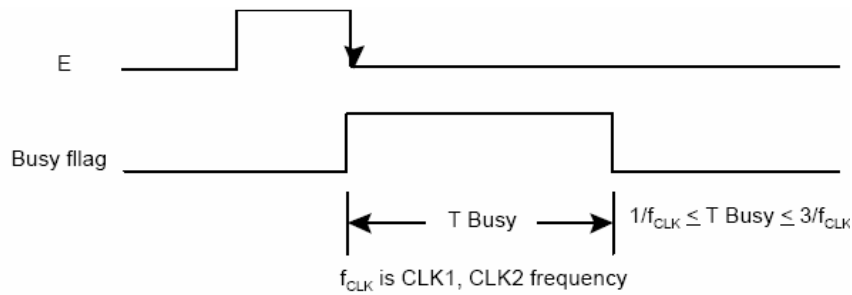 E
Busy fllag
T Busy
1/fCLK ≤ T Busy ≤ 3/fCLK
fCLK is CLK1, CLK2 frequency